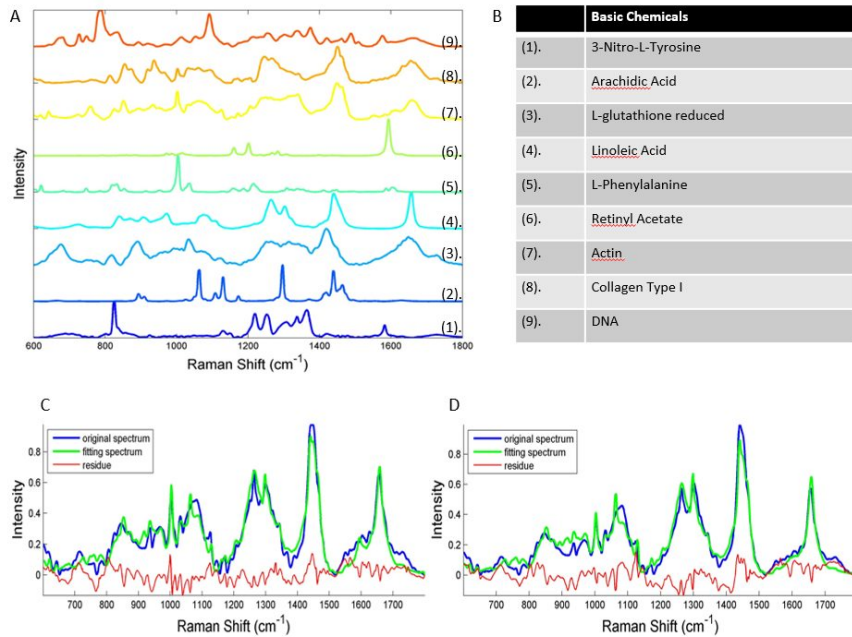 A
(9).
(8).
(7).
(6).
(5).
(4).
(3).
(2).
(1).
Intensity
600 800 1000 1200 1400 1600 1800
Raman Shift (cm-1)
B
Basic Chemicals
(1). 3-Nitro-L-Tyrosine
(2). Arachidic Acid
(3). L-glutathione reduced
(4). Linoleic Acid
(5). L-Phenylalanine
(6). Retinyl Acetate
(7). Actin
(8). Collagen Type I
(9). DNA
C
original spectrum
fitting spectrum
residue
0.8
0.6
0.4
0.2
0
Intensity
700 800 900 1000 1100 1200 1300 1400 1500 1600 1700
Raman Shift (cm-1)
D
original spectrum
fitting spectrum
residue
0.8
0.6
0.4
0.2
0
Intensity
700 800 900 1000 1100 1200 1300 1400 1500 1600 1700
Raman Shift (cm-1)